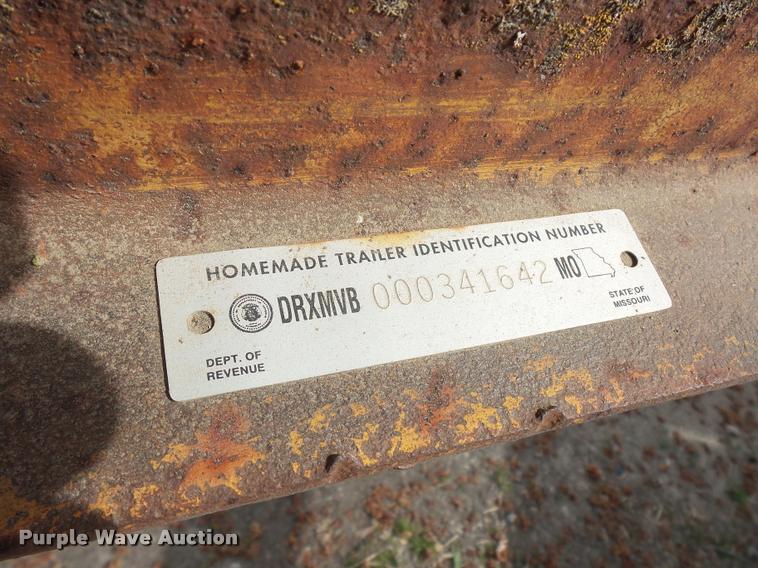 HOMEMADE TRAILER IDENTIFICATION NUMBER
DRXMVB 000341642 MO
DEPT. OF
REVENUE
STATE OF
MISSOURI
Purple Wave Auction